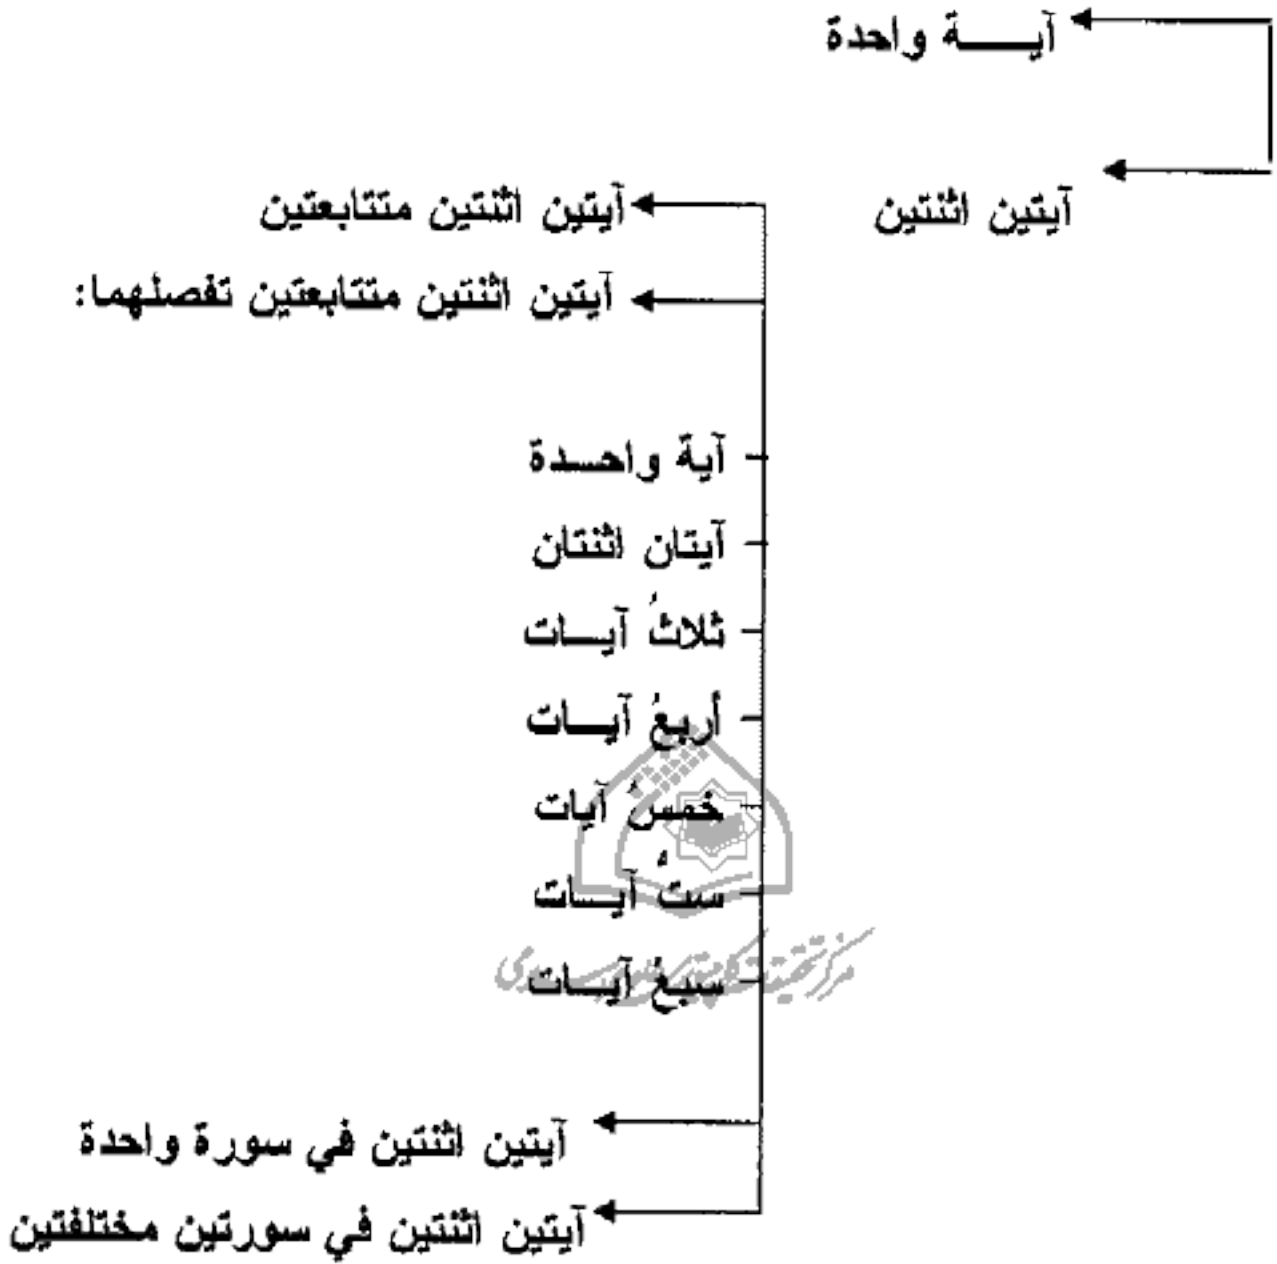 آيـــة واحدة
آيتين اثنتين
آيتين اثنتين متتابعتين
آيتين اثنتين متتابعتين تفصلهما:
آية واحـدة
آيتان اثنتان
ثلاثُ آيـات
أربعُ آيـات
خمسُ آيات
ستُ آيـات
سبعُ آيـات
آيتين اثنتين في سورة واحدة
آيتين اثنتين في سورتين مختلفتين